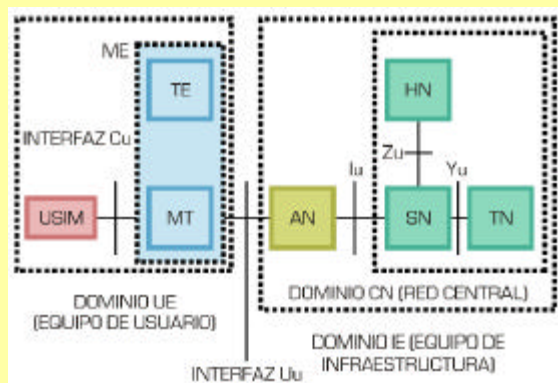 ME
TE
HN
INTERFAZ Cu
Zu
Iu
Yu
USIM
MT
AN
SN
TN
DOMINIO UE
(EQUIPO DE USUARIO)
DOMINIO CN (RED CENTRAL)
DOMINIO IE (EQUIPO DE
INFRAESTRUCTURA)
INTERFAZ Uu